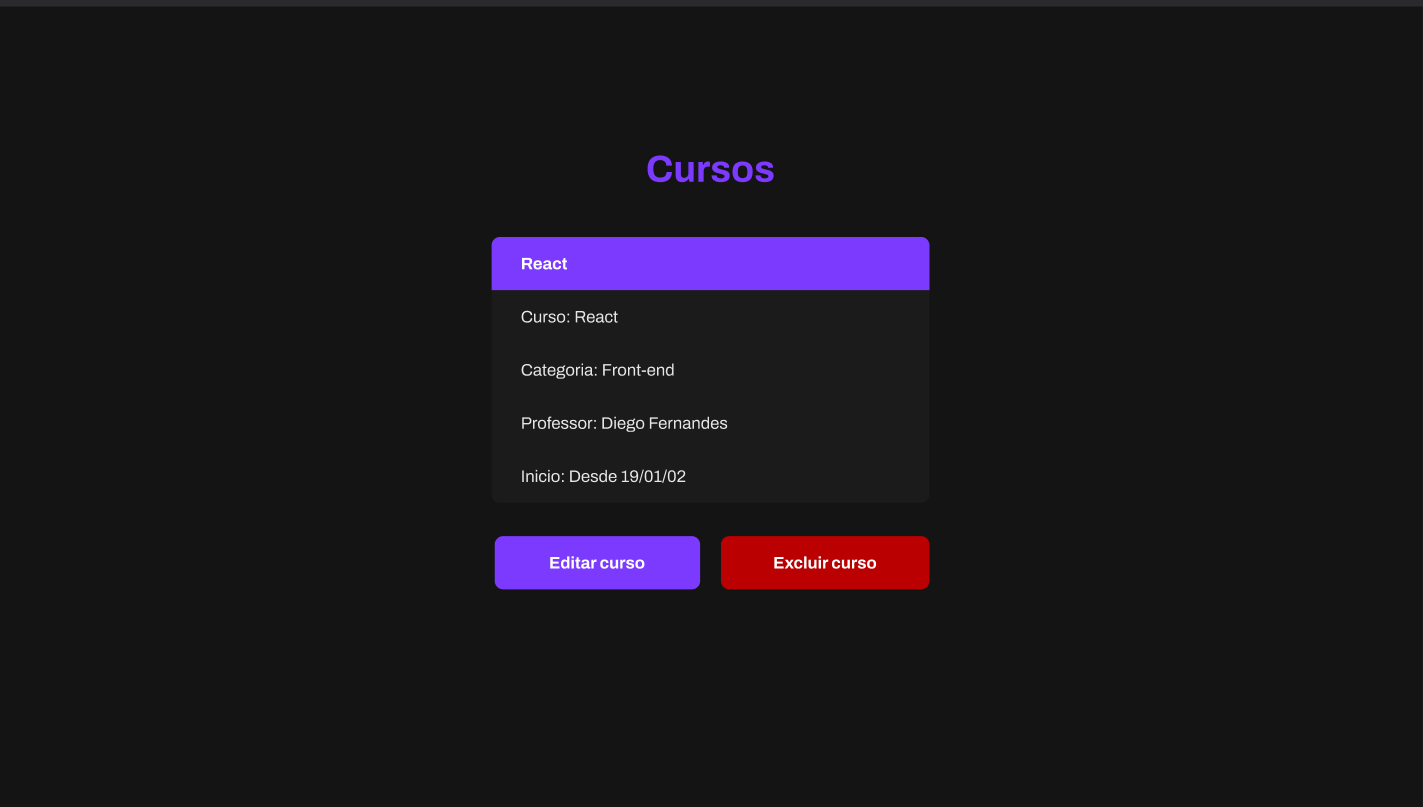 Cursos
React
Curso: React
Categoria: Front-end
Professor: Diego Fernandes
Inicio: Desde 19/01/02
Editar curso
Excluir curso